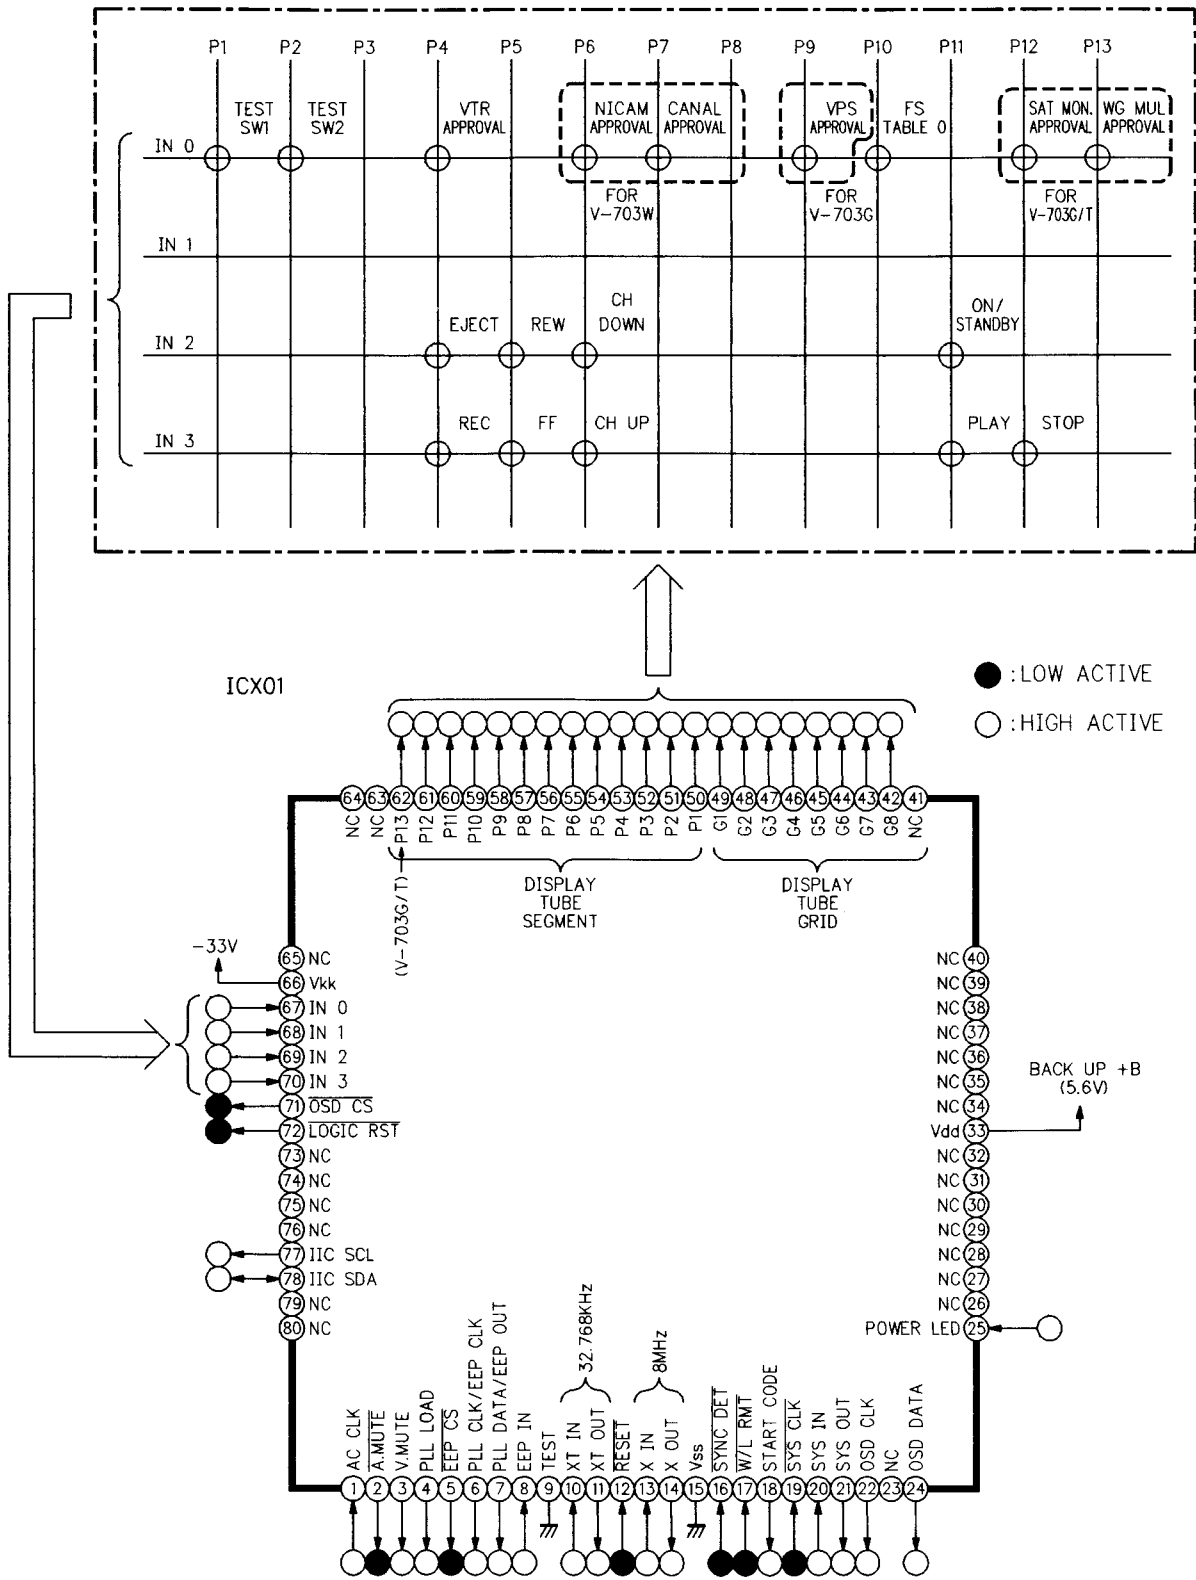 P1 P2 P3 P4 P5 P6 P7 P8 P9 P10 P11 P12 P13
TEST SW1
TEST SW2
VTR APPROVAL
NICAM APPROVAL
CANAL APPROVAL
VPS APPROVAL
FS TABLE 0
SAT MON. APPROVAL
WG MUL APPROVAL
IN 0
FOR V-703W
FOR V-703G
FOR V-703G/T
IN 1
EJECT
REW
CH DOWN
ON/ STANDBY
IN 2
REC
FF
CH UP
PLAY
STOP
IN 3
ICX01
:LOW ACTIVE
:HIGH ACTIVE
64 63 62 61 60 59 58 57 56 55 54 53 52 51 50 49 48 47 46 45 44 43 42 41
NC NC P13 P12 P11 P10 P9 P8 P7 P6 P5 P4 P3 P2 P1 G1 G2 G3 G4 G5 G6 G7 G8 NC
(V-703G/T)
DISPLAY TUBE SEGMENT
DISPLAY TUBE GRID
-33V
65 NC
66 Vkk
67 IN 0
68 IN 1
69 IN 2
70 IN 3
71 OSD CS
72 LOGIC RST
73 NC
74 NC
75 NC
76 NC
77 IIC SCL
78 IIC SDA
79 NC
80 NC
NC 40
NC 39
NC 38
NC 37
NC 36
NC 35
NC 34
Vdd 33
BACK UP +B
(5.6V)
NC 32
NC 31
NC 30
NC 29
NC 28
NC 27
NC 26
POWER LED 25
32.768KHz
8MHz
AC CLK
A.MUTE
V.MUTE
PLL LOAD
EEP CS
PLL CLK/EEP CLK
PLL DATA/EEP OUT
EEP IN
TEST
XT IN
XT OUT
RESET
X IN
X OUT
Vss
SYNC DET
W/L RMT
START CODE
SYS CLK
SYS IN
SYS OUT
OSD CLK
NC
OSD DATA
1 2 3 4 5 6 7 8 9 10 11 12 13 14 15 16 17 18 19 20 21 22 23 24